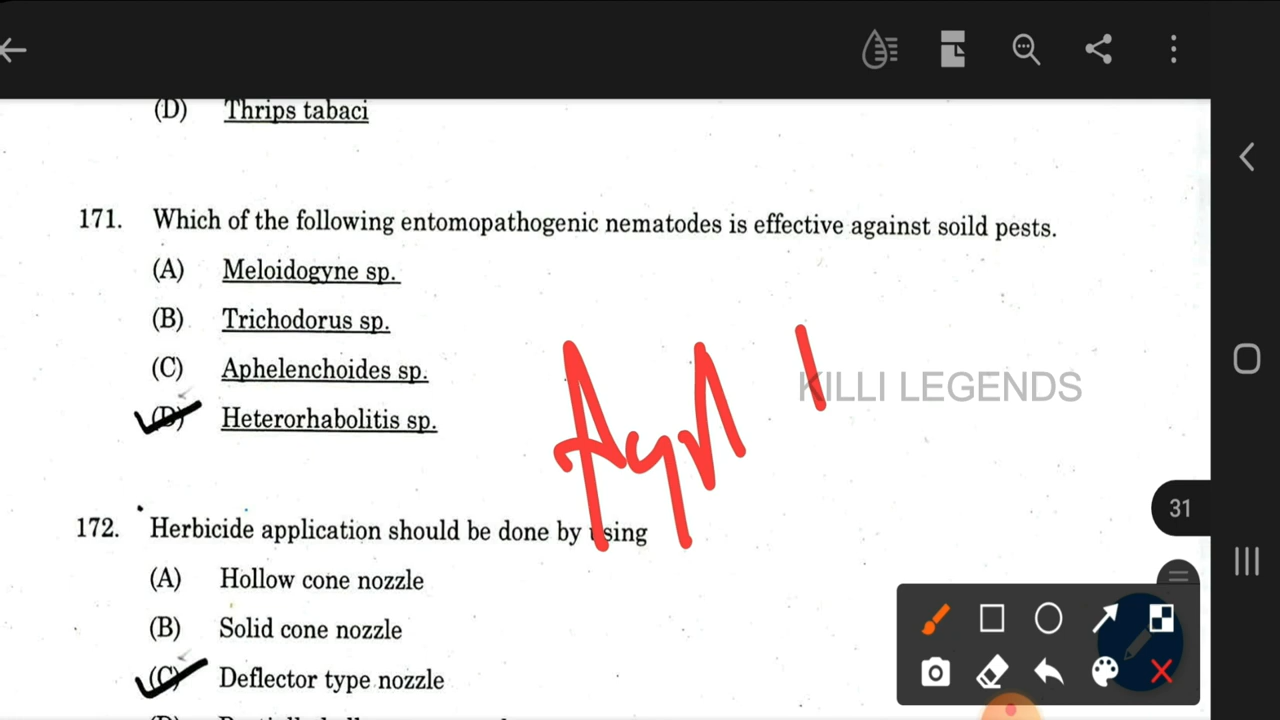 (D) Thrips tabaci
171. Which of the following entomopathogenic nematodes is effective against soild pests.
(A) Meloidogyne sp.
(B) Trichodorus sp.
(C) Aphelenchoides sp.
(D) Heterorhabolitis sp.
KILLI LEGENDS
31
172. Herbicide application should be done by using
(A) Hollow cone nozzle
(B) Solid cone nozzle
(C) Deflector type nozzle